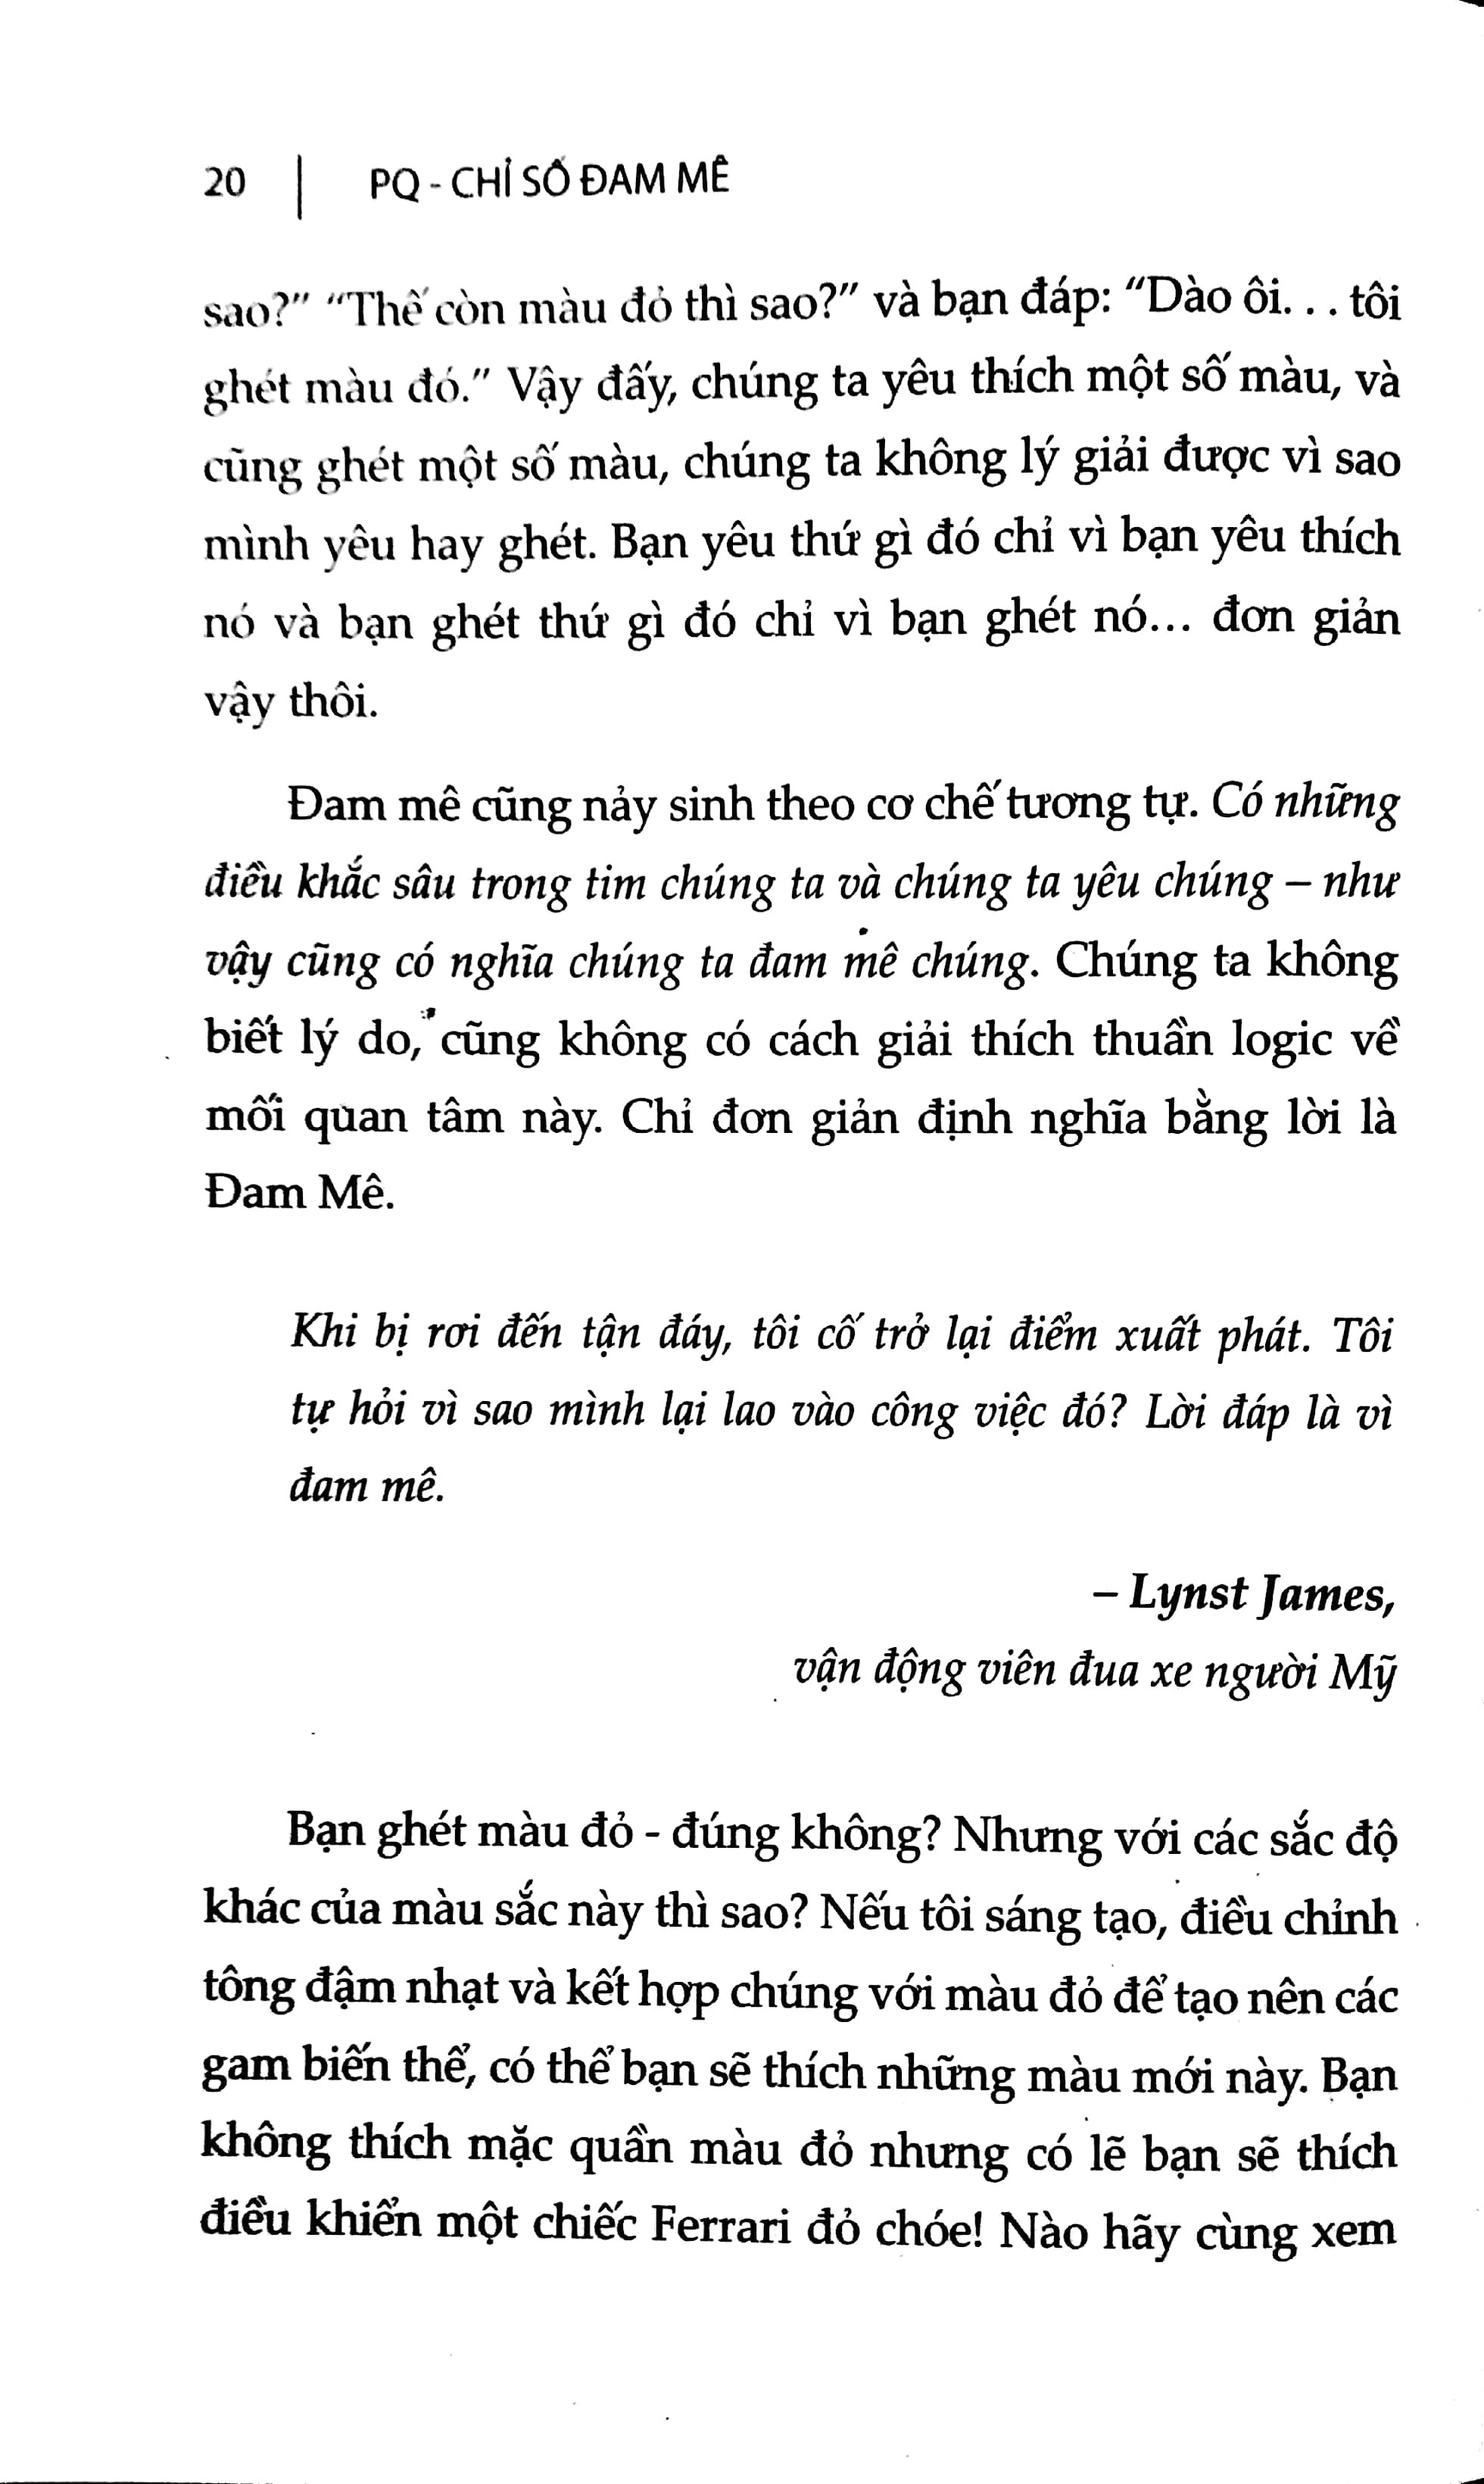 20 | PQ - CHỈ SỐ ĐAM MÊ
sao?" "Thế còn màu đỏ thì sao?" và bạn đáp: "Dào ôi. . . tôi
ghét màu đó." Vậy đấy, chúng ta yêu thích một số màu, và
cũng ghét một số màu, chúng ta không lý giải được vì sao
mình yêu hay ghét. Bạn yêu thứ gì đó chỉ vì bạn yêu thích
nó và bạn ghét thứ gì đó chỉ vì bạn ghét nó... đơn giản
vậy thôi.
Đam mê cũng nảy sinh theo cơ chế tương tự. Có những
điều khắc sâu trong tim chúng ta và chúng ta yêu chúng – như
vậy cũng có nghĩa chúng ta đam mê chúng. Chúng ta không
biết lý do, cũng không có cách giải thích thuần logic về
mối quan tâm này. Chỉ đơn giản định nghĩa bằng lời là
Đam Mê.
Khi bị rơi đến tận đáy, tôi cố trở lại điểm xuất phát. Tôi
tự hỏi vì sao mình lại lao vào công việc đó? Lời đáp là vì
đam mê.
– Lynst James,
vận động viên đua xe người Mỹ
Bạn ghét màu đỏ - đúng không? Nhưng với các sắc độ
khác của màu sắc này thì sao? Nếu tôi sáng tạo, điều chỉnh
tông đậm nhạt và kết hợp chúng với màu đỏ để tạo nên các
gam biến thể, có thể bạn sẽ thích những màu mới này. Bạn
không thích mặc quần màu đỏ nhưng có lẽ bạn sẽ thích
điều khiển một chiếc Ferrari đỏ chóe! Nào hãy cùng xem